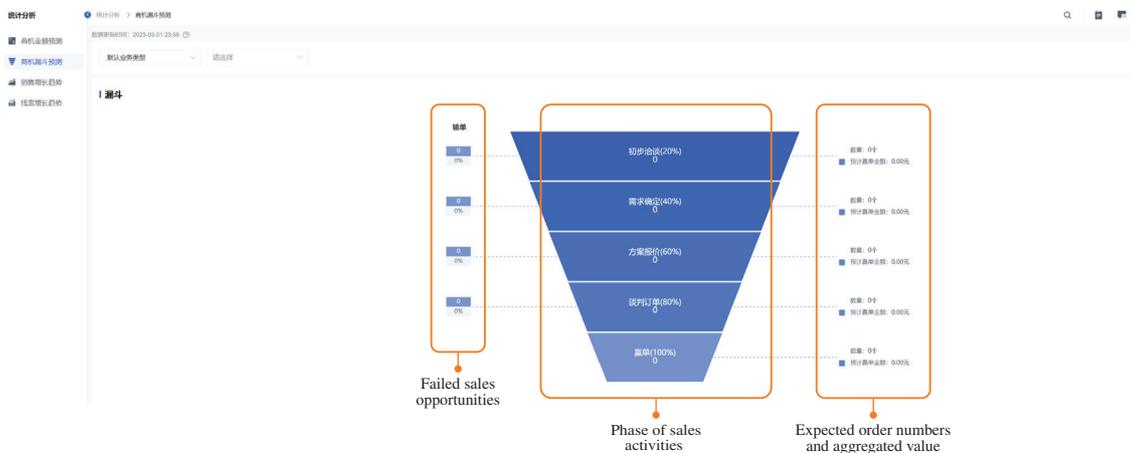 统计分析
统计分析 > 商机漏斗预测
数据更新时间：2023-03-01 23:59
商机金额预测
商机漏斗预测
销售增长趋势
线索增长趋势
默认业务类型
请选择
漏斗
输单
0
0%
初步洽谈(20%)
0
数量：0个
预计赢单金额：0.00元
0
0%
需求确定(40%)
0
数量：0个
预计赢单金额：0.00元
0
0%
方案报价(60%)
0
数量：0个
预计赢单金额：0.00元
0
0%
谈判订单(80%)
0
数量：0个
预计赢单金额：0.00元
赢单(100%)
0
数量：0个
预计赢单金额：0.00元
Failed sales
opportunities
Phase of sales
activities
Expected order numbers
and aggregated value